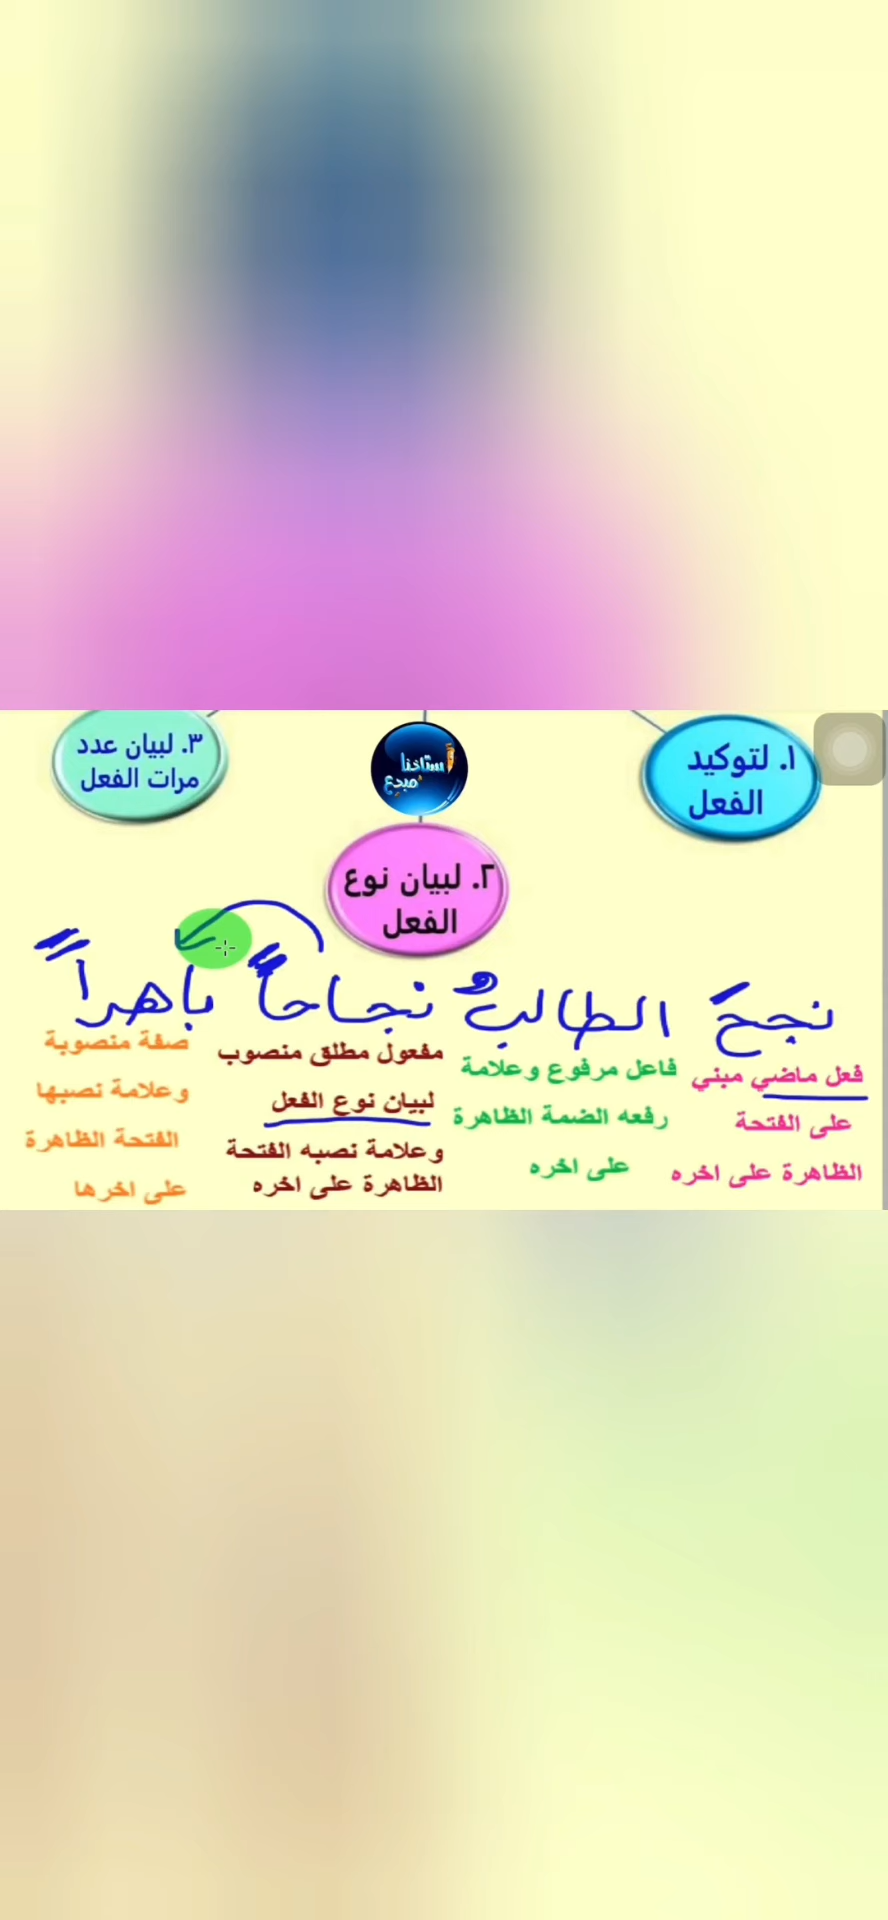 ١. لتوكيد
الفعل
أستاذنا
مبدع
٣. لبيان عدد
مرات الفعل
٢. لبيان نوع
الفعل
نجحَ الطالبُ نجاحاً باهراً
فعل ماضي مبني
على الفتحة
الظاهرة على اخره
فاعل مرفوع وعلامة
رفعه الضمة الظاهرة
على اخره
مفعول مطلق منصوب
لبيان نوع الفعل
وعلامة نصبه الفتحة
الظاهرة على اخره
صفة منصوبة
وعلامة نصبها
الفتحة الظاهرة
على اخرها